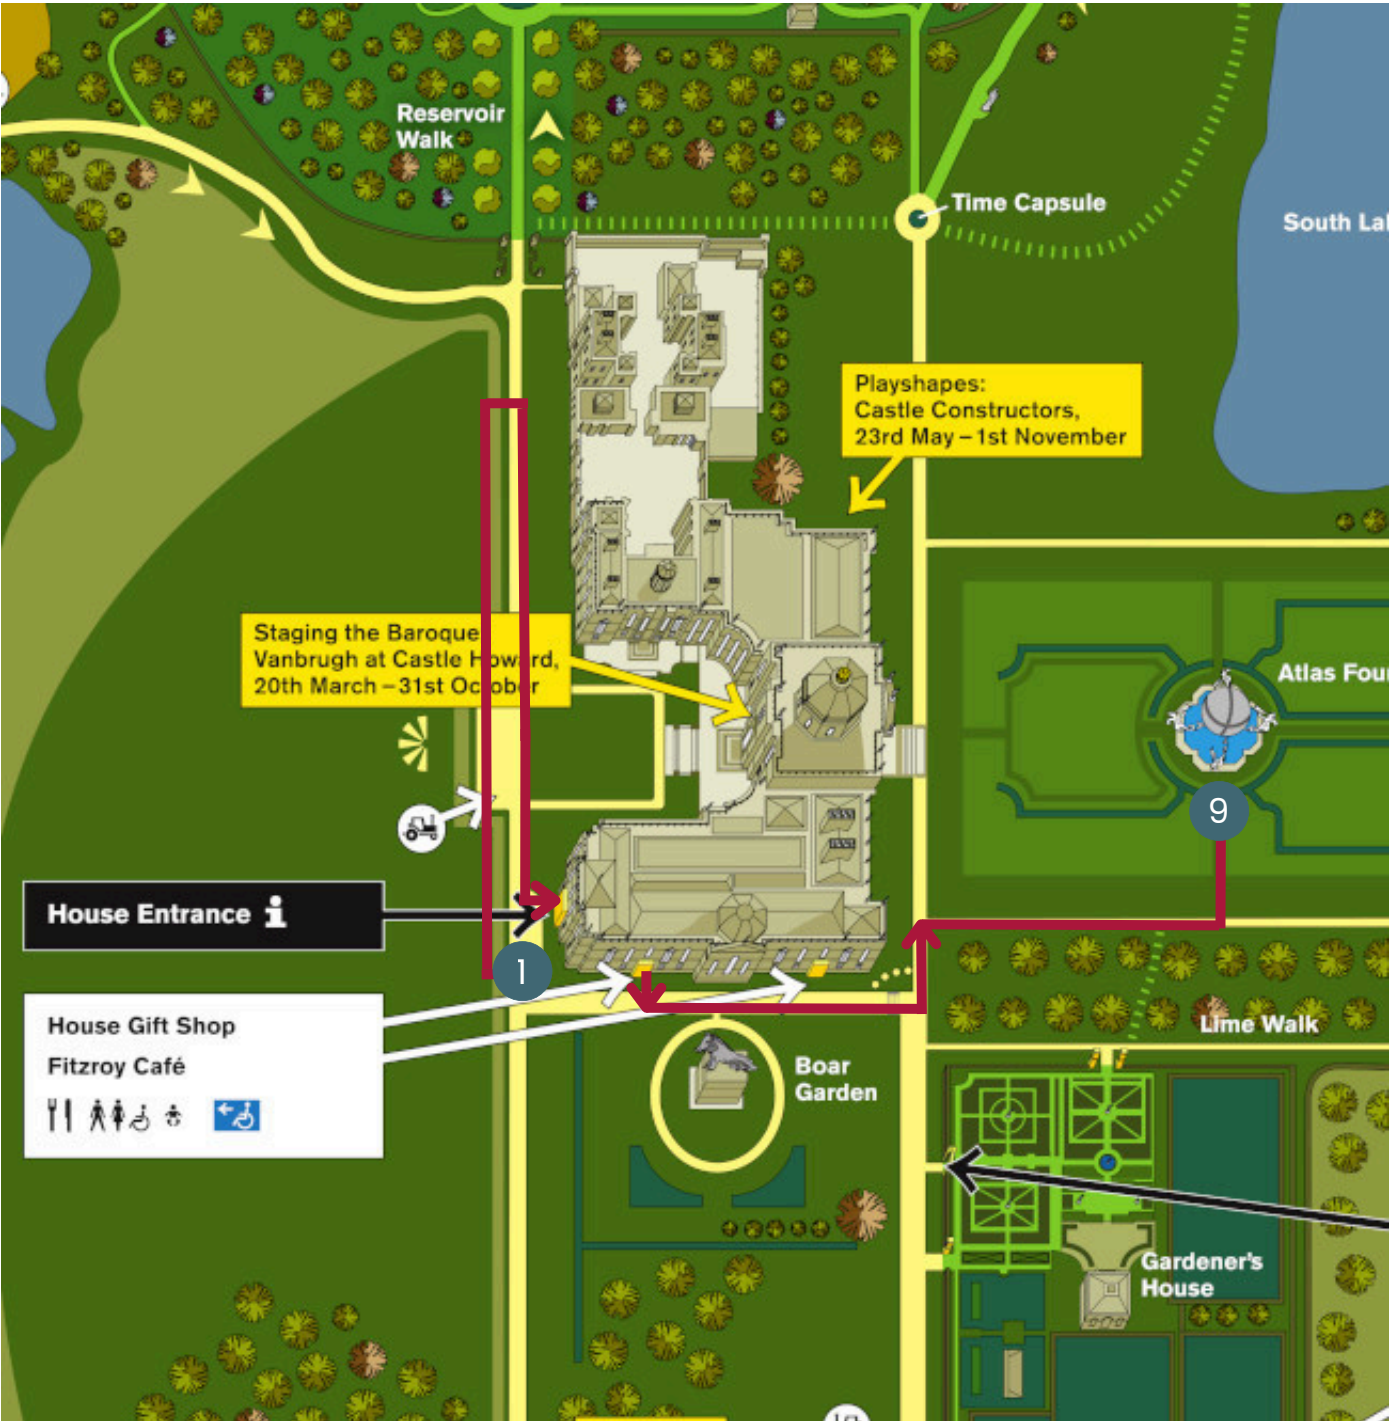 Reservoir
Walk
Time Capsule
South La
Playshapes:
Castle Constructors,
23rd May – 1st November
Staging the Baroque
Vanbrugh at Castle Howard,
20th March – 31st October
Atlas Fou
9
House Entrance i
1
House Gift Shop
Fitzroy Café
Lime Walk
Boar
Garden
Gardener's
House